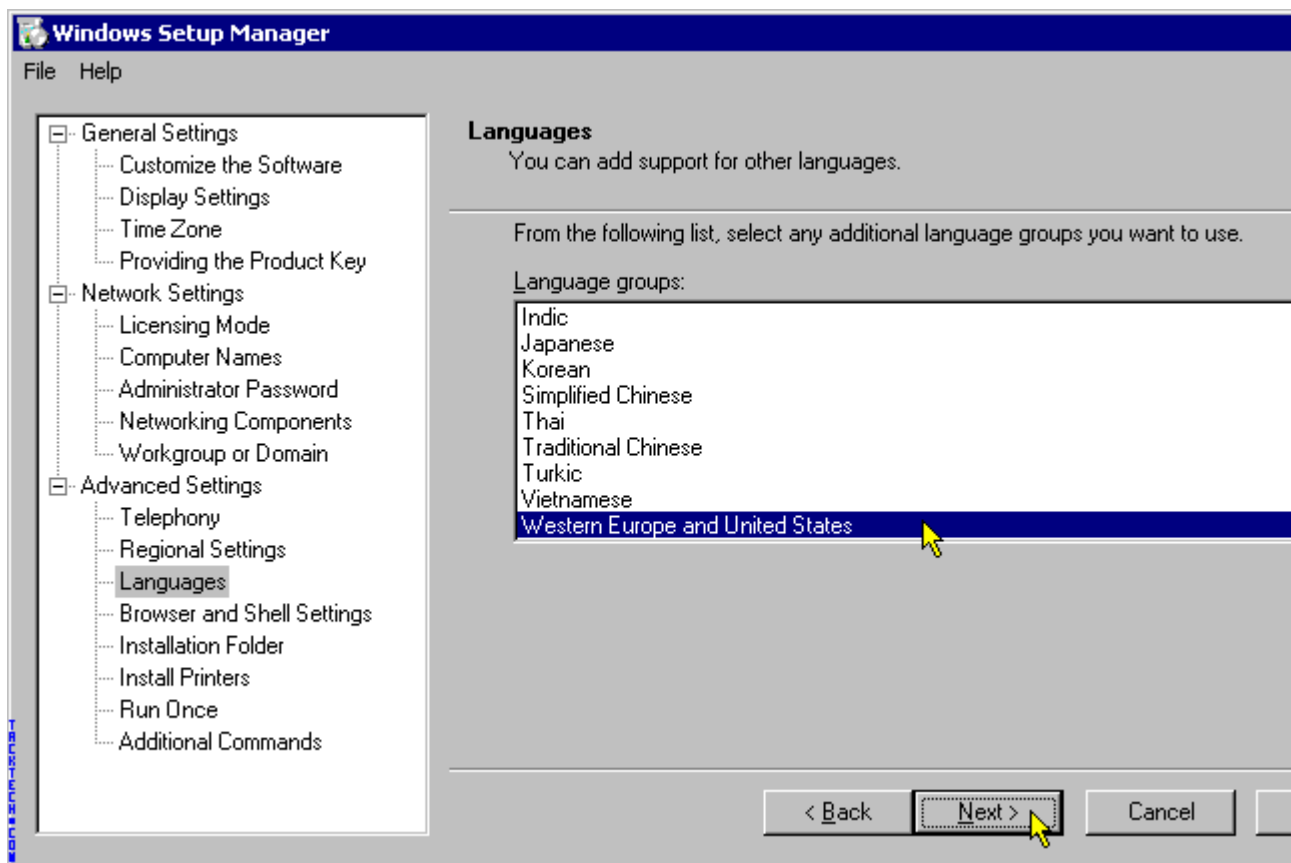 Windows Setup Manager
File Help
General Settings
Customize the Software
Display Settings
Time Zone
Providing the Product Key
Network Settings
Licensing Mode
Computer Names
Administrator Password
Networking Components
Workgroup or Domain
Advanced Settings
Telephony
Regional Settings
Languages
Browser and Shell Settings
Installation Folder
Install Printers
Run Once
Additional Commands
Languages
You can add support for other languages.
From the following list, select any additional language groups you want to use.
Language groups:
Indic
Japanese
Korean
Simplified Chinese
Thai
Traditional Chinese
Turkic
Vietnamese
Western Europe and United States
< Back Next > Cancel
TACKTECH.COM